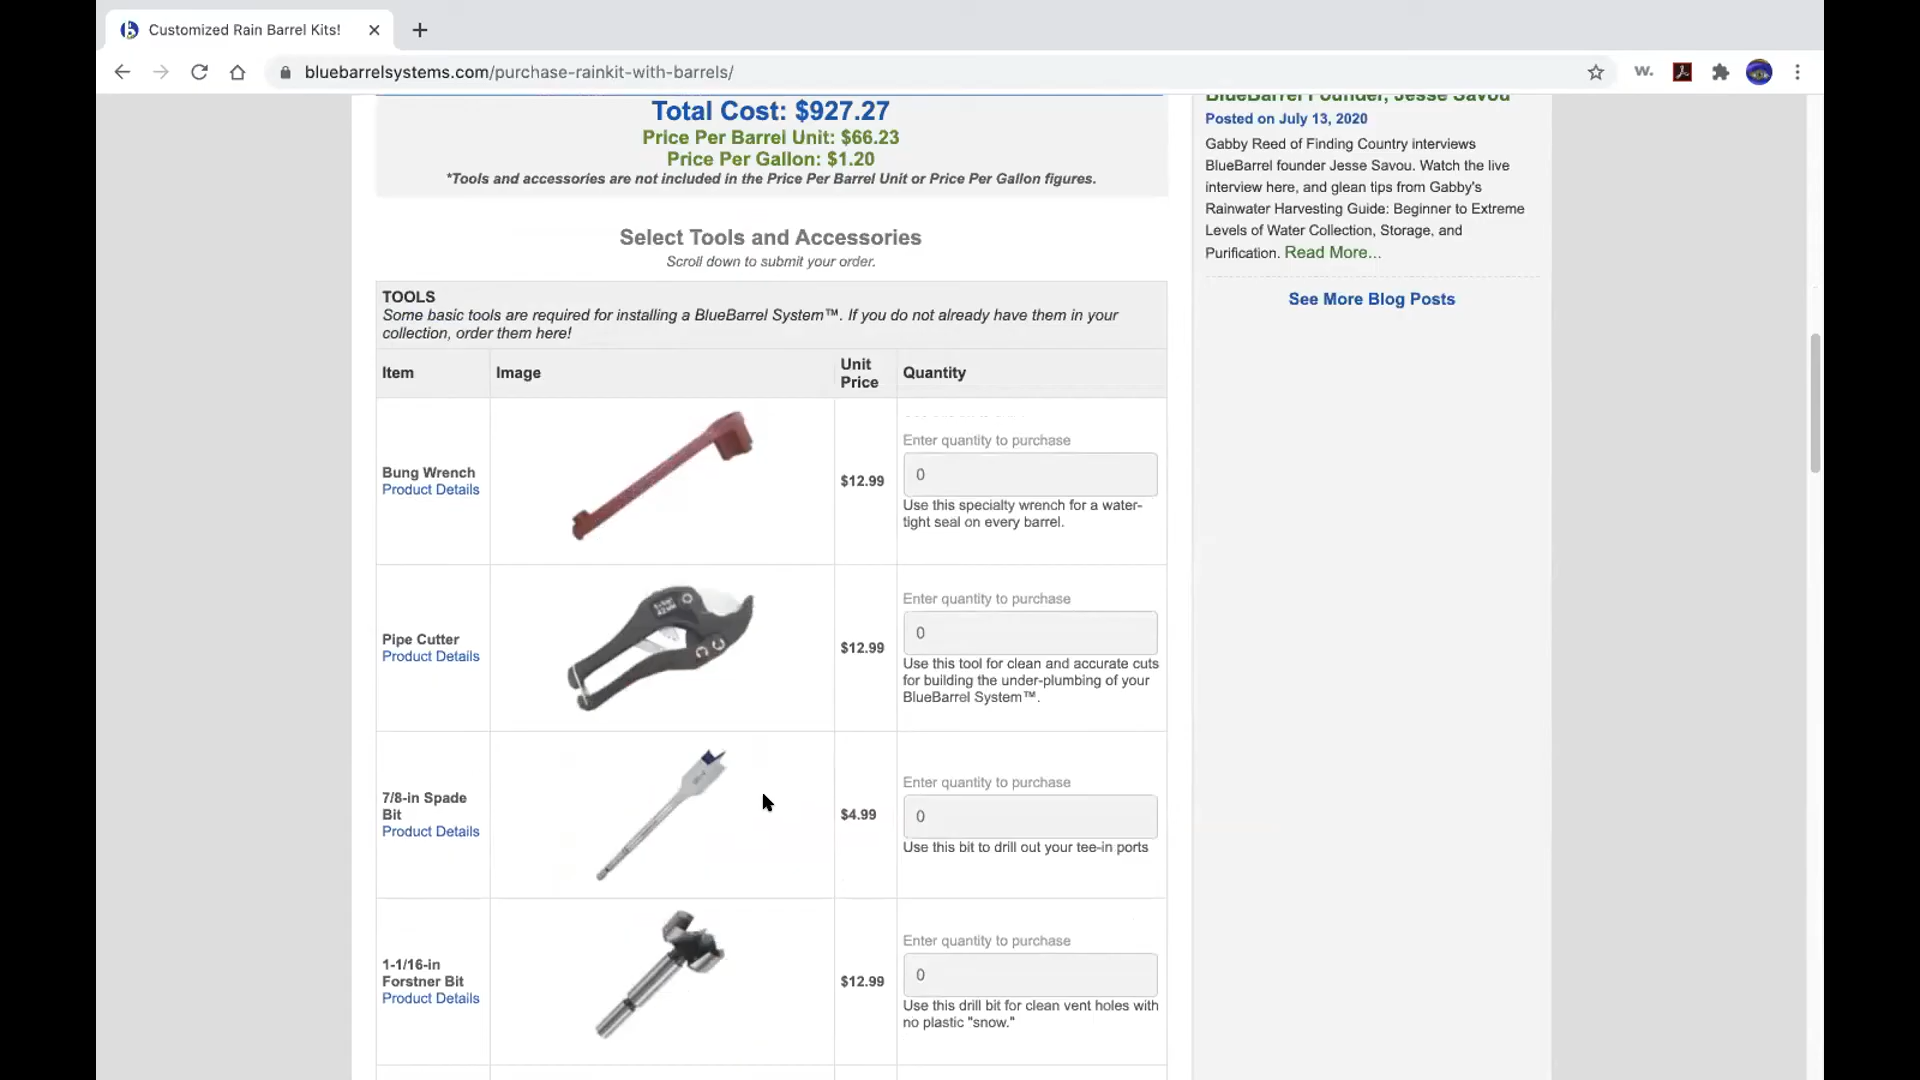 Customized Rain Barrel Kits!
bluebarrelsystems.com/purchase-rainkit-with-barrels/
w.
Total Cost: $927.27
Price Per Barrel Unit: $66.23
Price Per Gallon: $1.20
*Tools and accessories are not included in the Price Per Barrel Unit or Price Per Gallon figures.
Select Tools and Accessories
Scroll down to submit your order.
TOOLS
Some basic tools are required for installing a BlueBarrel System™. If you do not already have them in your
collection, order them here!
Item
Image
Unit
Price
Quantity
Bung Wrench
Product Details
$12.99
Enter quantity to purchase
0
Use this specialty wrench for a water-
tight seal on every barrel.
Pipe Cutter
Product Details
$12.99
Enter quantity to purchase
0
Use this tool for clean and accurate cuts
for building the under-plumbing of your
BlueBarrel System™.
7/8-in Spade
Bit
Product Details
$4.99
Enter quantity to purchase
0
Use this bit to drill out your tee-in ports
1-1/16-in
Forstner Bit
Product Details
$12.99
Enter quantity to purchase
0
Use this drill bit for clean vent holes with
no plastic "snow."
BlueBarrel Founder, Jesse Savou
Posted on July 13, 2020
Gabby Reed of Finding Country interviews
BlueBarrel founder Jesse Savou. Watch the live
interview here, and glean tips from Gabby's
Rainwater Harvesting Guide: Beginner to Extreme
Levels of Water Collection, Storage, and
Purification. Read More...
See More Blog Posts